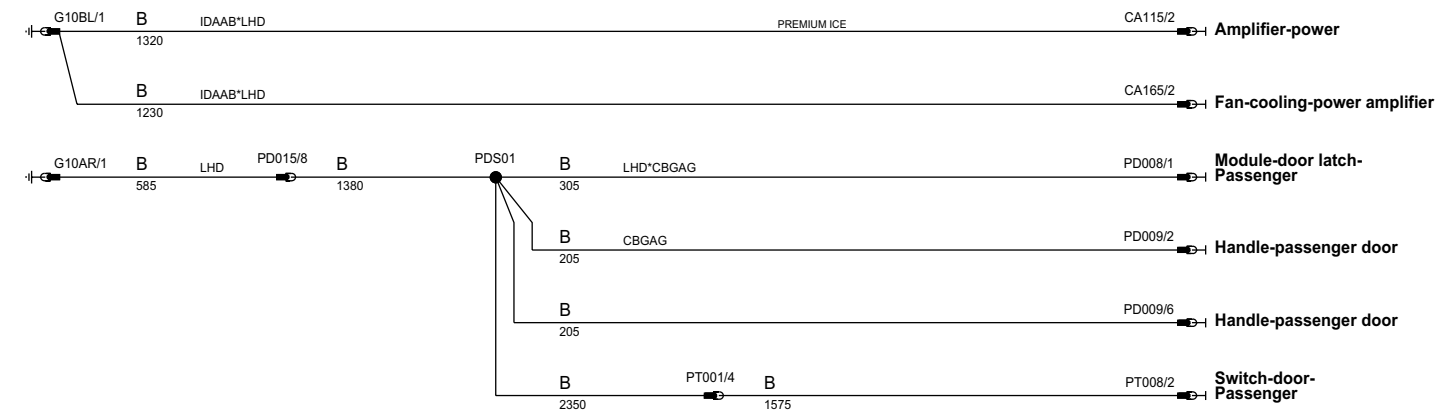 G10BL/1 B IDAAB*LHD PREMIUM ICE CA115/2 Amplifier-power
1320
B IDAAB*LHD CA165/2 Fan-cooling-power amplifier
1230
G10AR/1 B LHD PD015/8 B PDS01 B LHD*CBGAG PD008/1 Module-door latch-
Passenger
585 1380 305
B CBGAG PD009/2 Handle-passenger door
205
B PD009/6 Handle-passenger door
205
B PT001/4 B PT008/2 Switch-door-
Passenger
2350 1575